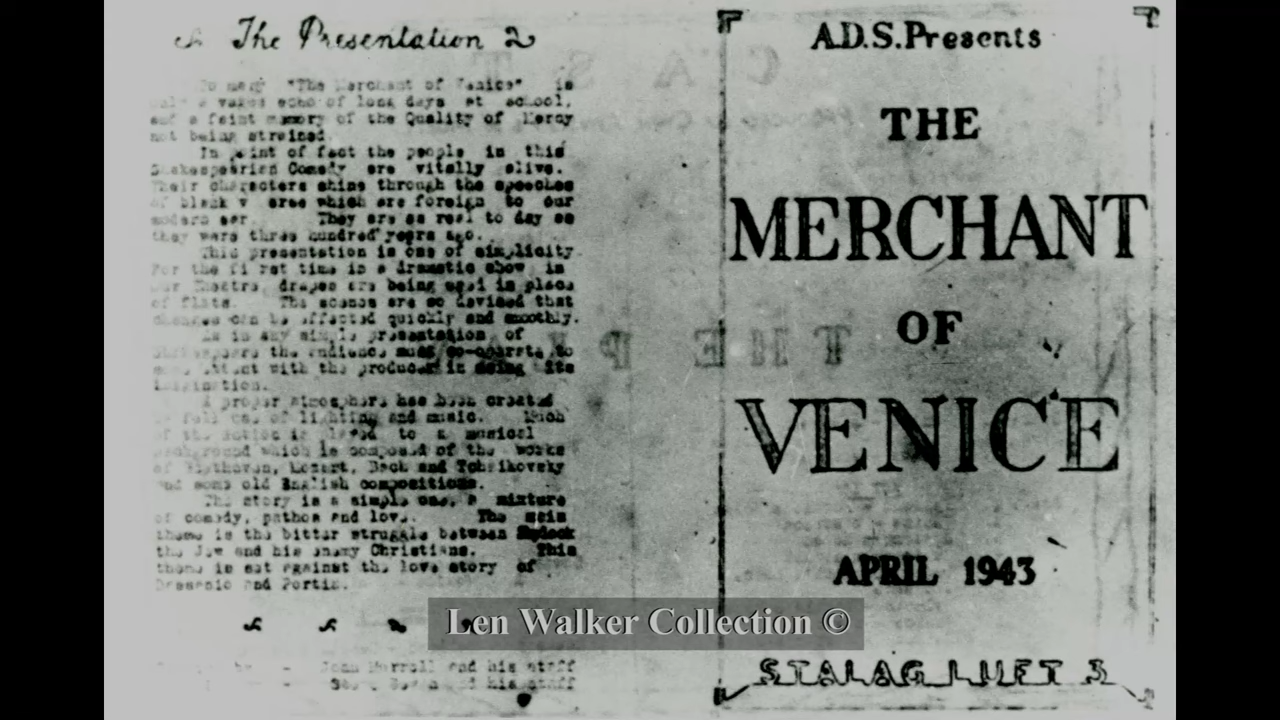 The Presentation
To many "The Merchant of Venice" is
only a vague echo of long days at school,
and a faint memory of the Quality of Mercy
not being strained.
In point of fact the people in this
Shakespearian Comedy are vitally alive.
Their characters shine through the speeches
of blank v erse which are foreign to our
modern ear. They are as real to day as
they were three hundred years ago.
This presentation is one of simplicity.
For the fi rst time in a dramatic show in
our Theatre, drapes are being used in place
of flats. The scenes are so devised that
changes can be effected quickly and smoothly.
As in any simple presentation of
Shakespeare the audience must co-operate to
some extent with the producer in using its
imagination.
A proper atmosphere has been created
by full use of lighting and music. Much
of the action is played to a musical
background which is composed of the works
of Beethoven, Mozart, Bach and Tchaikovsky
and some old English compositions.
The story is a simple one, a mixture
of comedy, pathos and love. The main
theme is the bitter struggle between Shylock
the Jew and his enemy Christians. This
theme is set against the love story of
Bassanio and Portia.
and his staff
and his staff
A.D.S. Presents
THE
MERCHANT
OF
VENICE
APRIL 1943
STALAG LUFT 3
Len Walker Collection ©